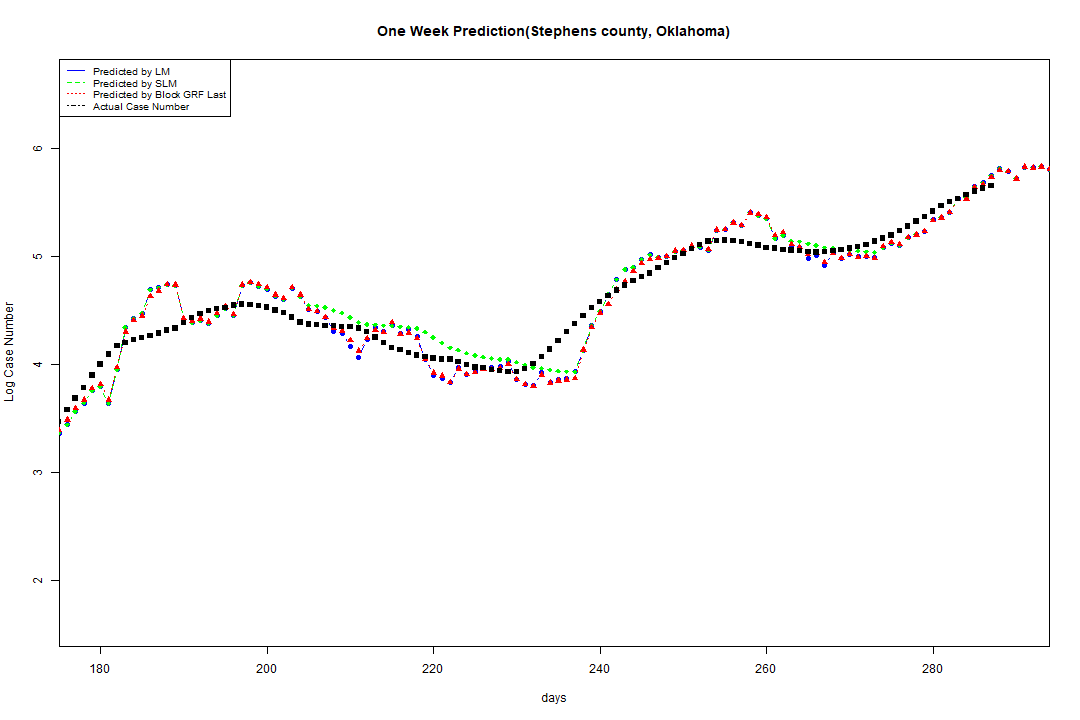 One Week Prediction(Stephens county, Oklahoma)
Predicted by LM
Predicted by SLM
Predicted by Block GRF Last
Actual Case Number
6
5
4
3
2
Log Case Number
180 200 220 240 260 280
days